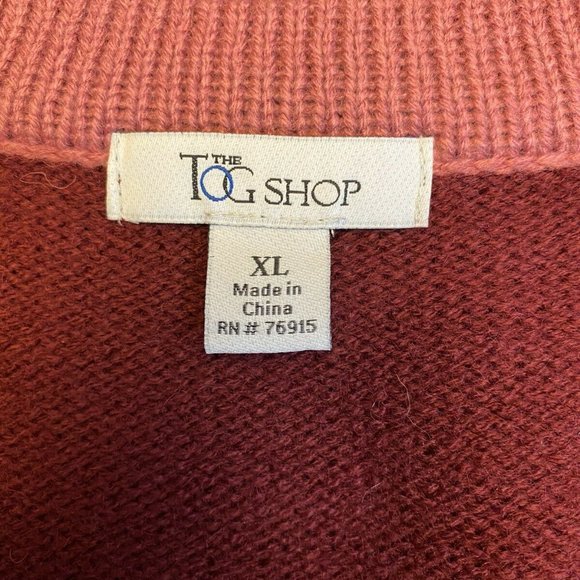 THE
TOG SHOP
XL
Made in
China
RN # 76915